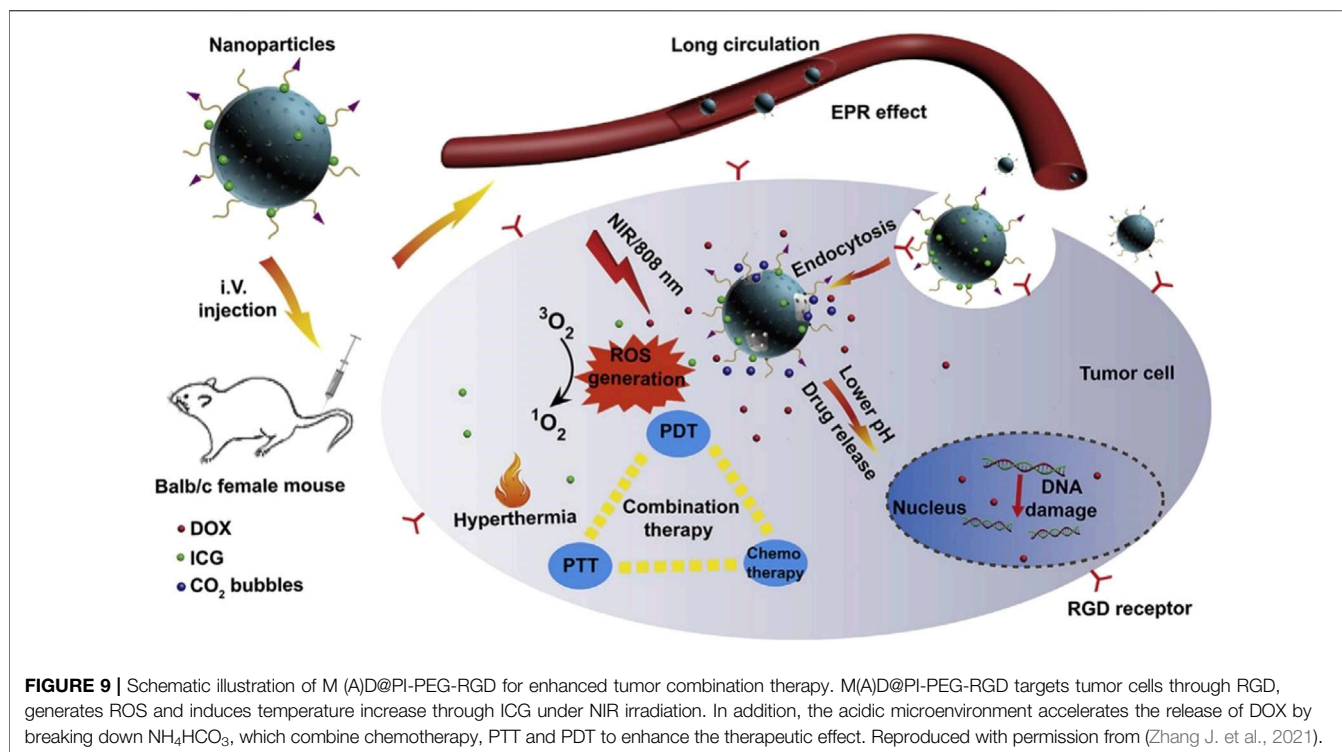 Nanoparticles
Long circulation
EPR effect
i.V.
injection
NIR/808 nm
Endocytosis
³O₂
ROS
generation
¹O₂
Lower pH
Drug release
Tumor cell
PDT
Balb/c female mouse
Hyperthermia
Combination
therapy
Nucleus
DNA
damage
DOX
ICG
CO₂ bubbles
PTT
Chemo
therapy
RGD receptor
FIGURE 9 | Schematic illustration of M (A)D@PI-PEG-RGD for enhanced tumor combination therapy. M(A)D@PI-PEG-RGD targets tumor cells through RGD,
generates ROS and induces temperature increase through ICG under NIR irradiation. In addition, the acidic microenvironment accelerates the release of DOX by
breaking down NH₄HCO₃, which combine chemotherapy, PTT and PDT to enhance the therapeutic effect. Reproduced with permission from (Zhang J. et al., 2021).